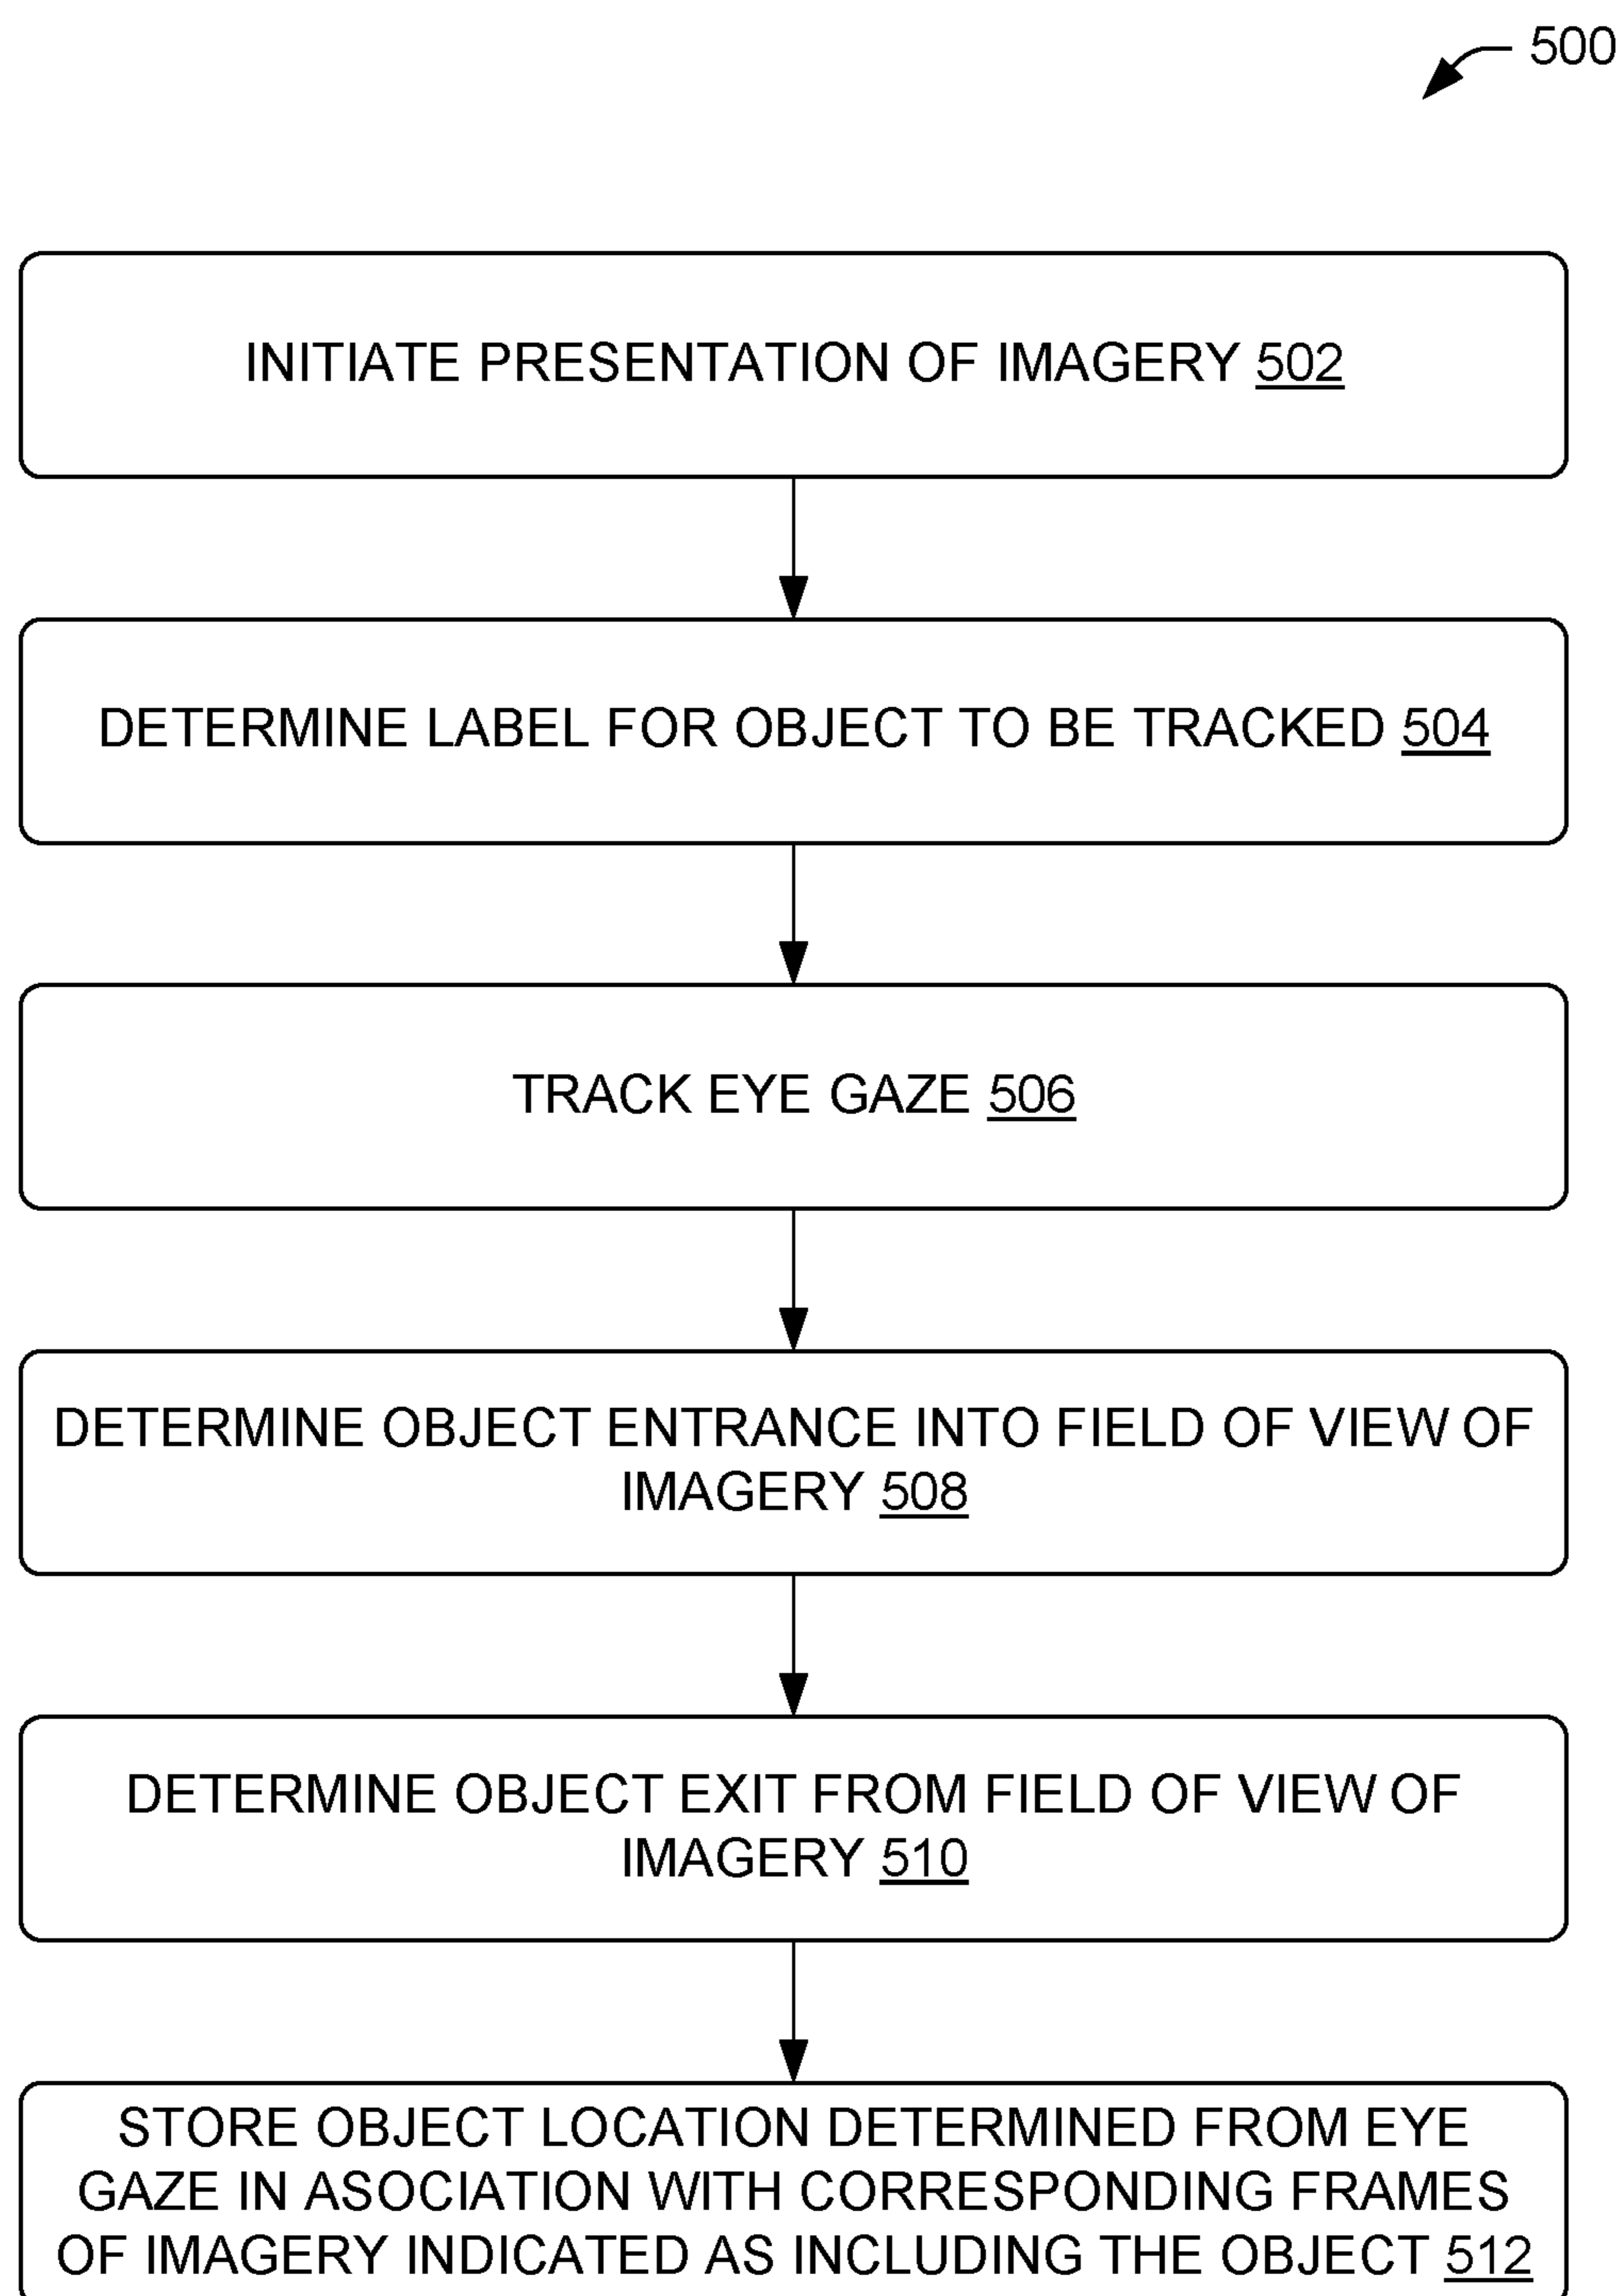 500
INITIATE PRESENTATION OF IMAGERY 502
DETERMINE LABEL FOR OBJECT TO BE TRACKED 504
TRACK EYE GAZE 506
DETERMINE OBJECT ENTRANCE INTO FIELD OF VIEW OF
IMAGERY 508
DETERMINE OBJECT EXIT FROM FIELD OF VIEW OF
IMAGERY 510
STORE OBJECT LOCATION DETERMINED FROM EYE
GAZE IN ASOCIATION WITH CORRESPONDING FRAMES
OF IMAGERY INDICATED AS INCLUDING THE OBJECT 512